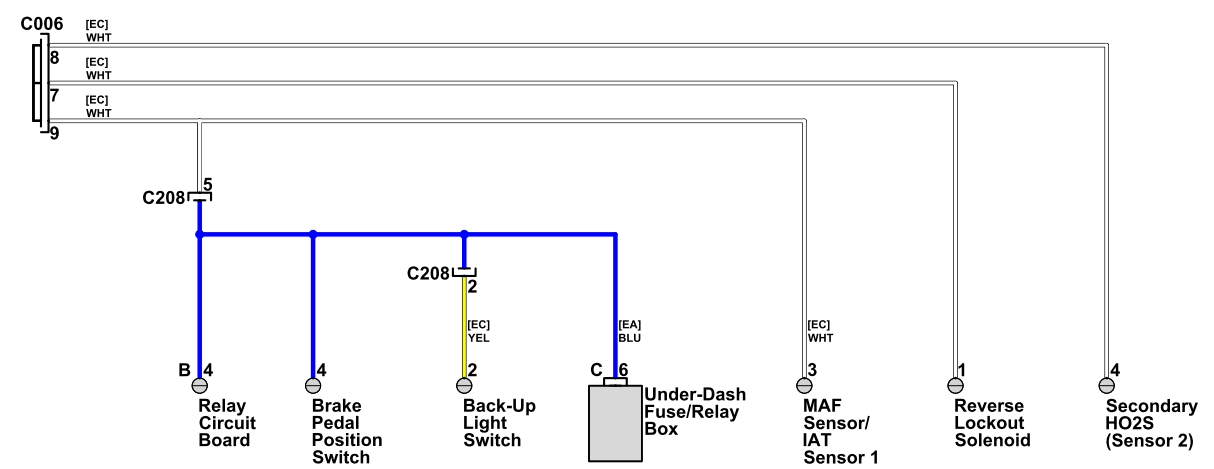 C006
[EC]
WHT
8
[EC]
WHT
7
[EC]
WHT
9
5
C208
C208
2
[EC]
YEL
[EA]
BLU
[EC]
WHT
B 4
4
2
C 6
3
1
4
Relay
Circuit
Board
Brake
Pedal
Position
Switch
Back-Up
Light
Switch
Under-Dash
Fuse/Relay
Box
MAF
Sensor/
IAT
Sensor 1
Reverse
Lockout
Solenoid
Secondary
HO2S
(Sensor 2)